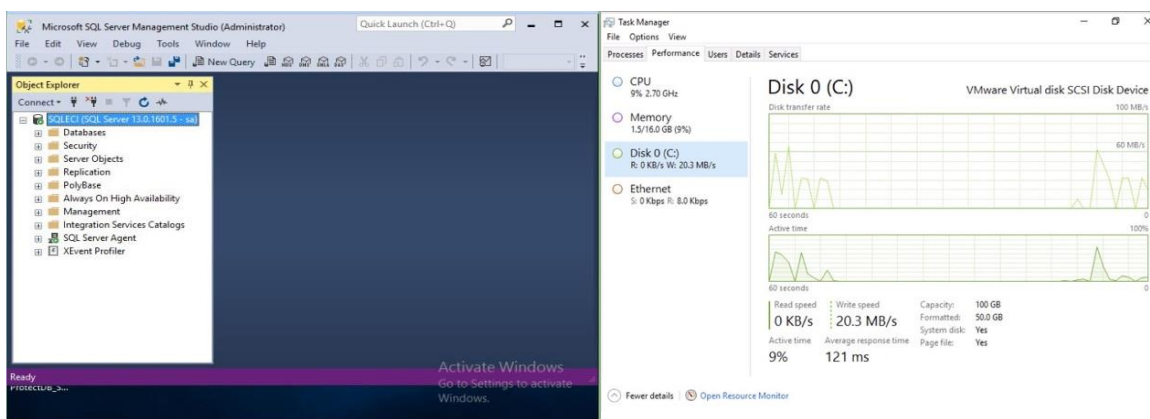 Microsoft SQL Server Management Studio (Administrator)
Quick Launch (Ctrl+Q)
File Edit View Debug Tools Window Help
New Query
Object Explorer
Connect
SQLECI (SQL Server 13.0.1601.5 - sa)
Databases
Security
Server Objects
Replication
PolyBase
Always On High Availability
Management
Integration Services Catalogs
SQL Server Agent
XEvent Profiler
Activate Windows
Go to Settings to activate
Windows.
Ready
ProtectDB_S...
Task Manager
File Options View
Processes Performance Users Details Services
CPU
9% 2.70 GHz
Memory
1.5/16.0 GB (9%)
Disk 0 (C:)
R: 0 KB/s W: 20.3 MB/s
Ethernet
S: 0 Kbps R: 8.0 Kbps
Disk 0 (C:)
VMware Virtual disk SCSI Disk Device
Disk transfer rate
100 MB/s
60 MB/s
60 seconds
0
Active time
100%
60 seconds
0
Read speed
0 KB/s
Write speed
20.3 MB/s
Active time
9%
Average response time
121 ms
Capacity: 100 GB
Formatted: 50.0 GB
System disk: Yes
Page file: Yes
Fewer details
Open Resource Monitor